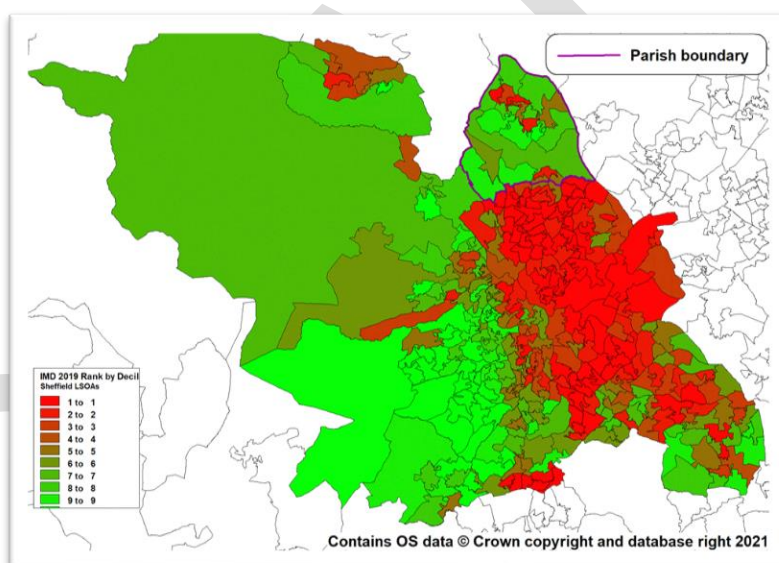 Parish boundary
IMD 2019 Rank by Decil
Sheffield LSOAs
1 to 1
2 to 2
3 to 3
4 to 4
5 to 5
6 to 6
7 to 7
8 to 8
9 to 9
Contains OS data © Crown copyright and database right 2021